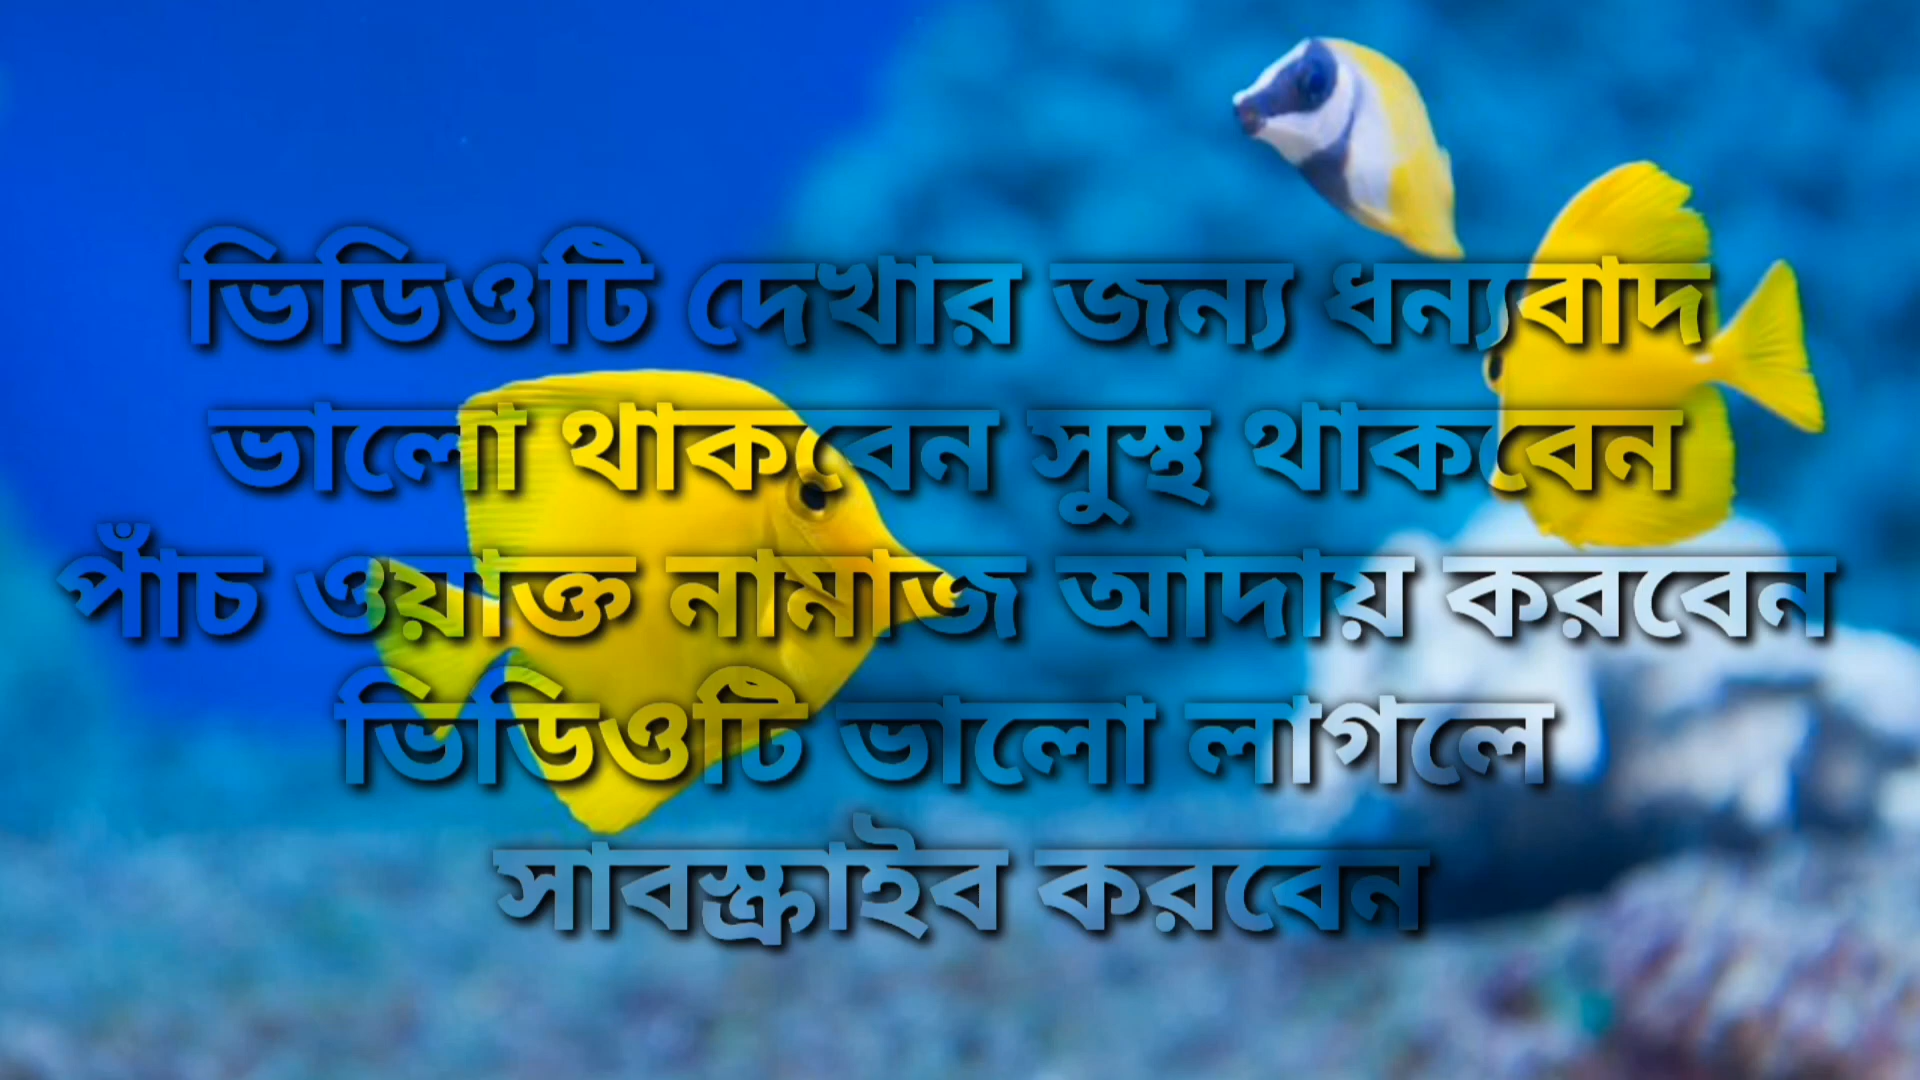 ভিডিওটি দেখার জন্য ধন্যবাদ
ভালো থাকবেন সুস্থ থাকবেন
পাঁচ ওয়াক্ত নামাজ আদায় করবেন
ভিডিওটি ভালো লাগলে
সাবস্ক্রাইব করবেন